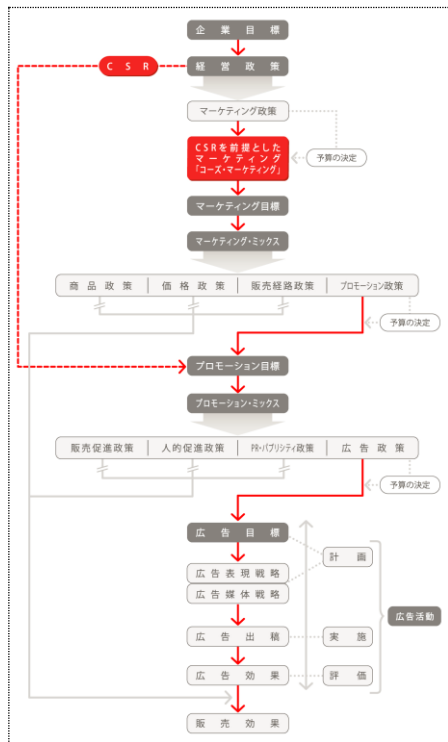 企業目標
CSR
経営政策
マーケティング政策
CSRを前提とした
マーケティング
「コーズ・マーケティング」
予算の決定
マーケティング目標
マーケティング・ミックス
商品政策
価格政策
販売経路政策
プロモーション政策
予算の決定
プロモーション目標
プロモーション・ミックス
販売促進政策
人的促進政策
PR・パブリシティ政策
広告政策
予算の決定
広告目標
計画
広告表現戦略
広告媒体戦略
広告活動
広告出稿
実施
広告効果
評価
販売効果